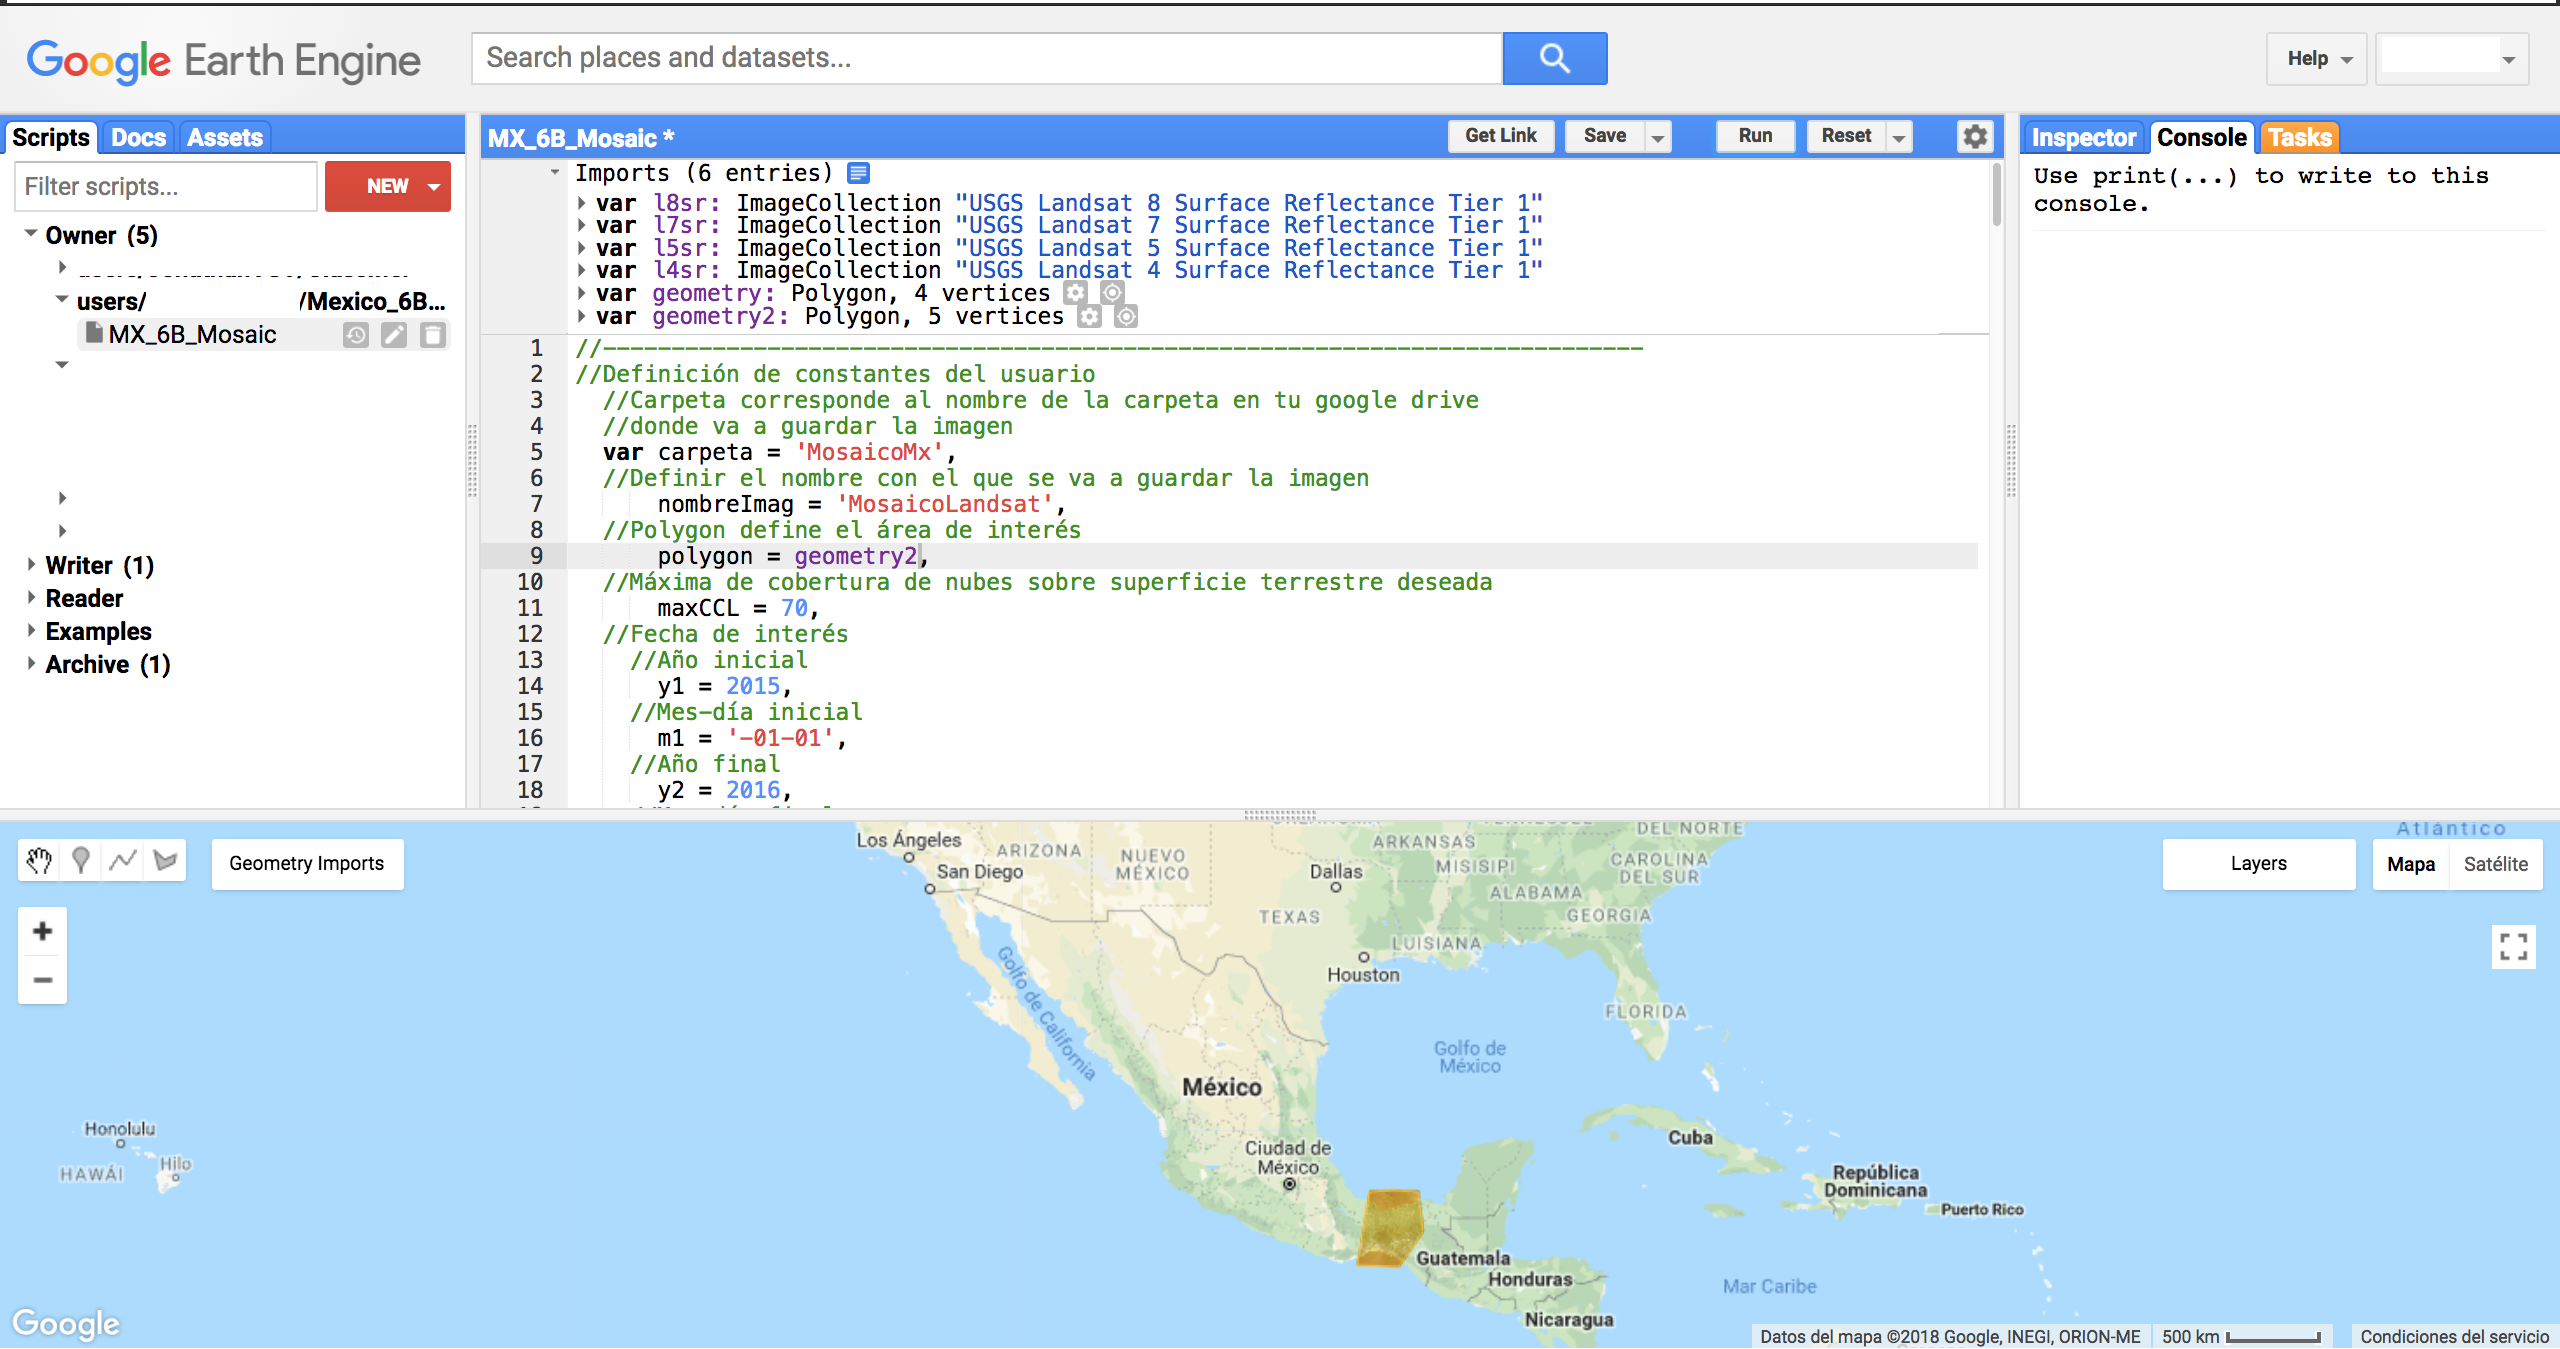 Google Earth Engine
Search places and datasets...
Help
Scripts
Docs
Assets
Filter scripts...
NEW
Owner (5)
users/ /Mexico_6B...
MX_6B_Mosaic
Writer (1)
Reader
Examples
Archive (1)
MX_6B_Mosaic *
Get Link
Save
Run
Reset
Imports (6 entries)
var l8sr: ImageCollection "USGS Landsat 8 Surface Reflectance Tier 1"
var l7sr: ImageCollection "USGS Landsat 7 Surface Reflectance Tier 1"
var l5sr: ImageCollection "USGS Landsat 5 Surface Reflectance Tier 1"
var l4sr: ImageCollection "USGS Landsat 4 Surface Reflectance Tier 1"
var geometry: Polygon, 4 vertices
var geometry2: Polygon, 5 vertices
1 //----------------------------------------------------------------------------
2 //Definición de constantes del usuario
3 //Carpeta corresponde al nombre de la carpeta en tu google drive
4 //donde va a guardar la imagen
5 var carpeta = 'MosaicoMx',
6 //Definir el nombre con el que se va a guardar la imagen
7 nombreImag = 'MosaicoLandsat',
8 //Polygon define el área de interés
9 polygon = geometry2,
10 //Máxima de cobertura de nubes sobre superficie terrestre deseada
11 maxCCL = 70,
12 //Fecha de interés
13 //Año inicial
14 y1 = 2015,
15 //Mes-día inicial
16 m1 = '-01-01',
17 //Año final
18 y2 = 2016,
Inspector
Console
Tasks
Use print(...) to write to this
console.
Geometry Imports
Layers
Mapa
Satélite
+
−
Los Ángeles
San Diego
ARIZONA
NUEVO
MÉXICO
Dallas
TEXAS
ARKANSAS
MISISIPI
ALABAMA
GEORGIA
DEL NORTE
CAROLINA
DEL SUR
Atlántico
LUISIANA
Houston
FLORIDA
Golfo de California
Golfo de
México
México
Ciudad de
México
Honolulu
HAWÁI
Hilo
Cuba
República
Dominicana
Puerto Rico
Guatemala
Honduras
Nicaragua
Mar Caribe
Google
Datos del mapa ©2018 Google, INEGI, ORION-ME
500 km
Condiciones del servicio